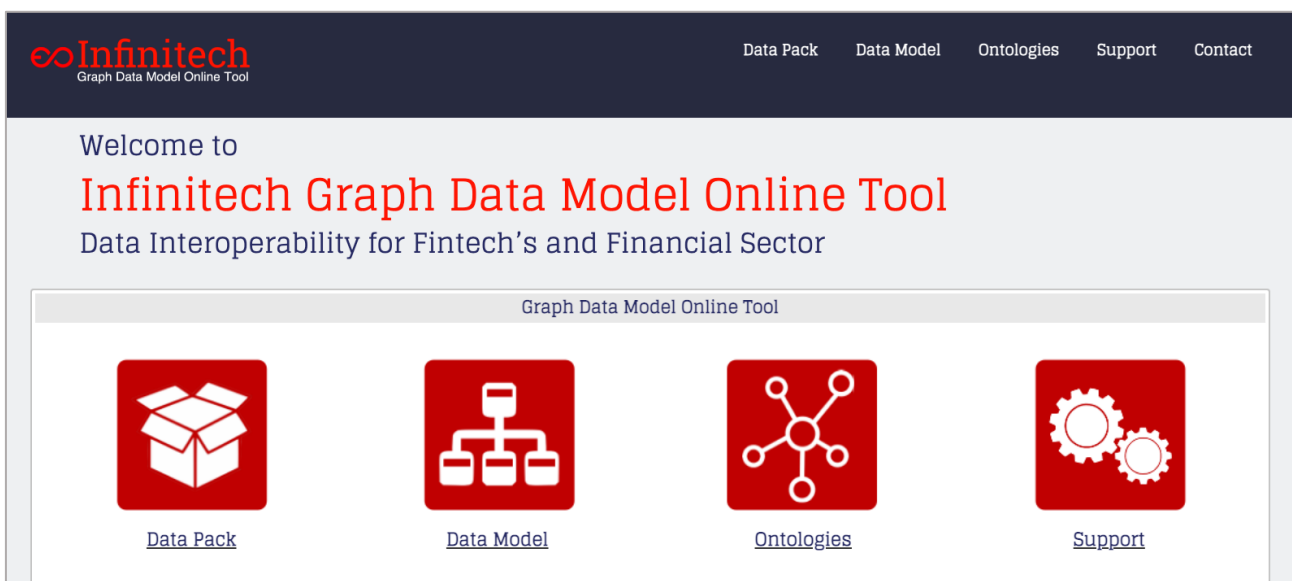 Infinitech
Graph Data Model Online Tool
Data Pack Data Model Ontologies Support Contact
Welcome to
Infinitech Graph Data Model Online Tool
Data Interoperability for Fintech’s and Financial Sector
Graph Data Model Online Tool
Data Pack Data Model Ontologies Support